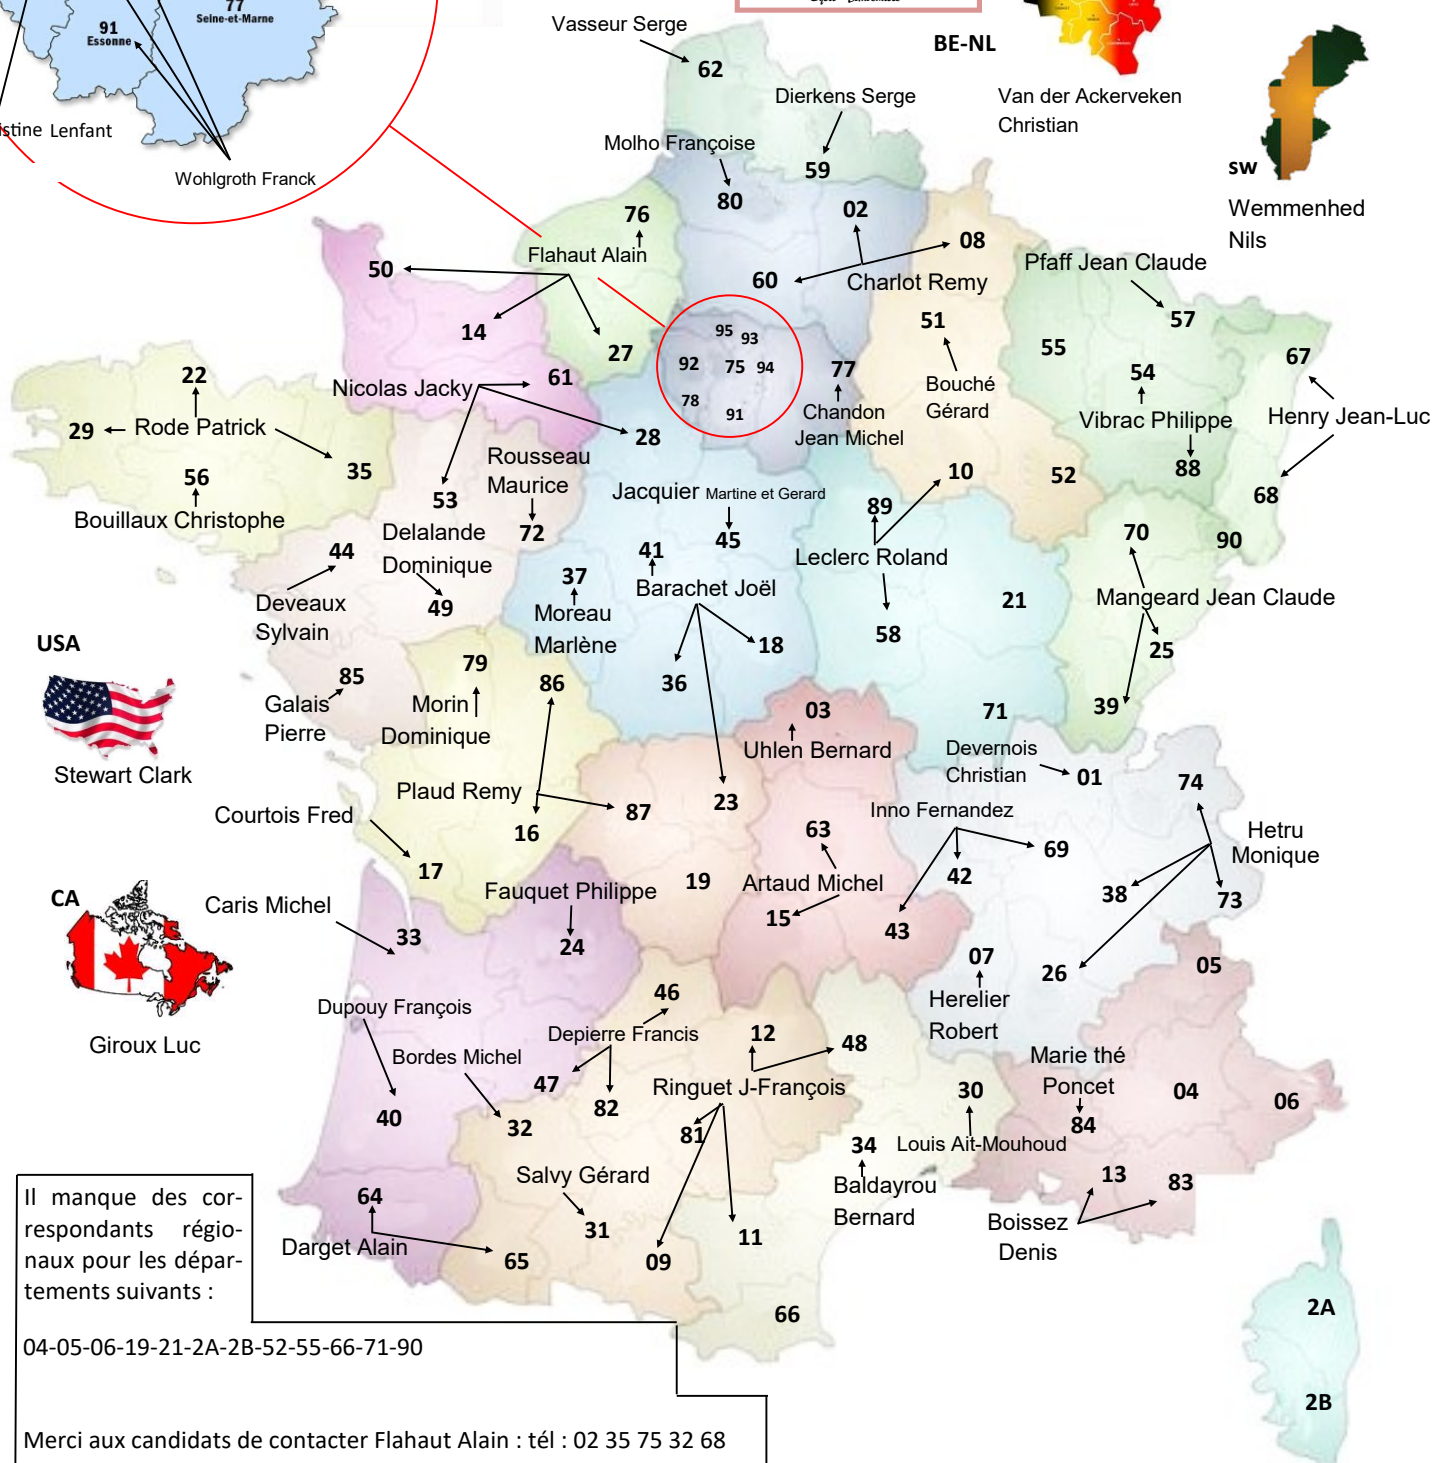 77
Seine-et-Marne
91
Essonne
Lenfant
Wohlgroth Franck
Vasseur Serge
62
BE-NL
Van der Ackerveken
Christian
SW
Wemmenhed
Nils
Dierkens Serge
59
Molho Françoise
80
02
08
76
Flahaut Alain
50
60
Charlot Remy
Pfaff Jean Claude
57
14
27
95
93
92
75
94
78
91
77
Chandon
Jean Michel
51
Bouché
Gérard
55
54
Vibrac Philippe
88
67
Henry Jean-Luc
68
22
Nicolas Jacky
61
29
Rode Patrick
35
28
56
Bouillaux Christophe
53
Rousseau
Maurice
72
Jacquier Martine et Gerard
45
89
10
52
Delalande
Dominique
49
44
Deveaux
Sylvain
41
Barachet Joël
37
Moreau
Marlène
18
36
Leclerc Roland
58
21
70
90
Mangeard Jean Claude
25
39
USA
Stewart Clark
85
Galais
Pierre
79
Morin
Dominique
86
03
Uhlen Bernard
71
Devernois
Christian
01
74
Plaud Remy
87
23
16
Courtois Fred
17
63
Inno Fernandez
69
42
43
Hetru
Monique
38
73
26
CA
Giroux Luc
Caris Michel
33
Fauquet Philippe
24
19
Artaud Michel
15
07
Herelier
Robert
05
Dupouy François
40
46
Depierre Francis
47
82
12
48
Ringuet J-François
81
Bordes Michel
32
Marie thé
Poncet
84
04
06
30
Louis Ait-Mouhoud
34
Baldayrou
Bernard
13
83
Boissez
Denis
Salvy Gérard
31
64
Darget Alain
65
09
11
66
2A
2B
Il manque des cor-
respondants régio-
naux pour les dépar-
tements suivants :
04-05-06-19-21-2A-2B-52-55-66-71-90
Merci aux candidats de contacter Flahaut Alain : tél : 02 35 75 32 68